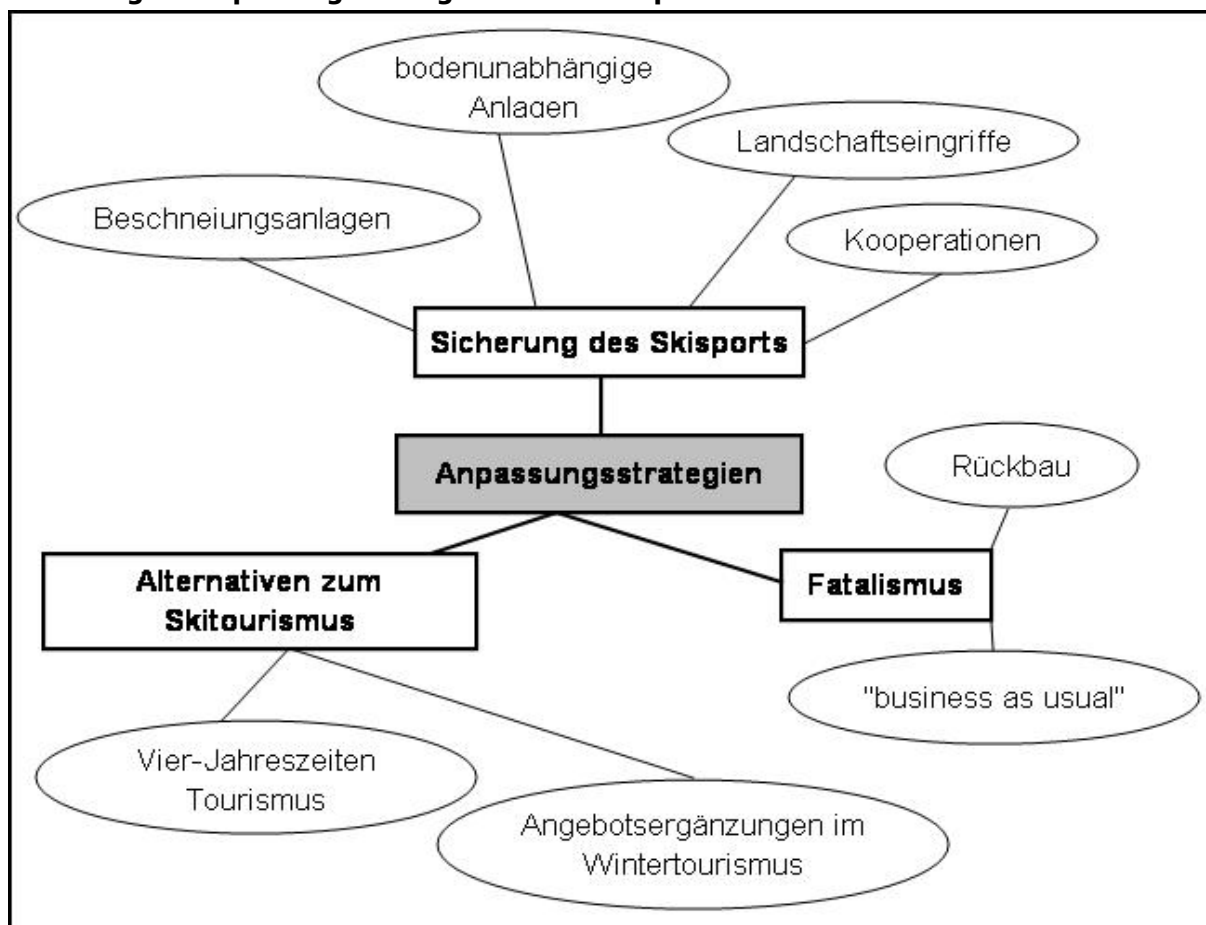 bodenunabhängige
Anlagen
Landschaftseingriffe
Beschneiungsanlagen
Kooperationen
Sicherung des Skisports
Anpassungsstrategien
Rückbau
Alternativen zum
Skitourismus
Fatalismus
"business as usual"
Vier-Jahreszeiten
Tourismus
Angebotsergänzungen im
Wintertourismus